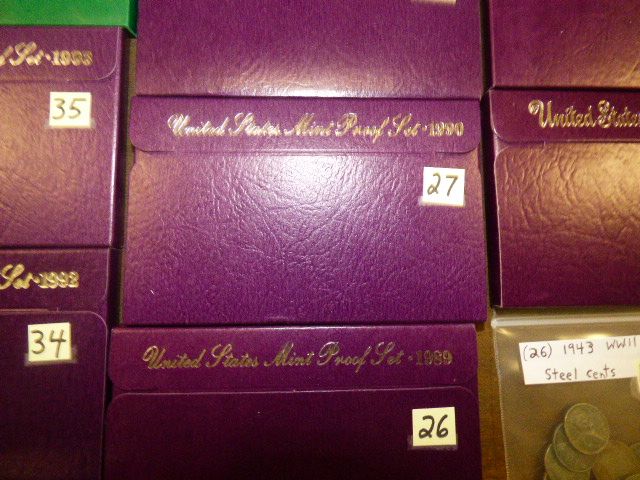 Set · 1993
35
United States Mint Proof Set · 1990
27
United States
Set · 1992
34
United States Mint Proof Set · 1989
26
(26) 1943 WWII
Steel cents